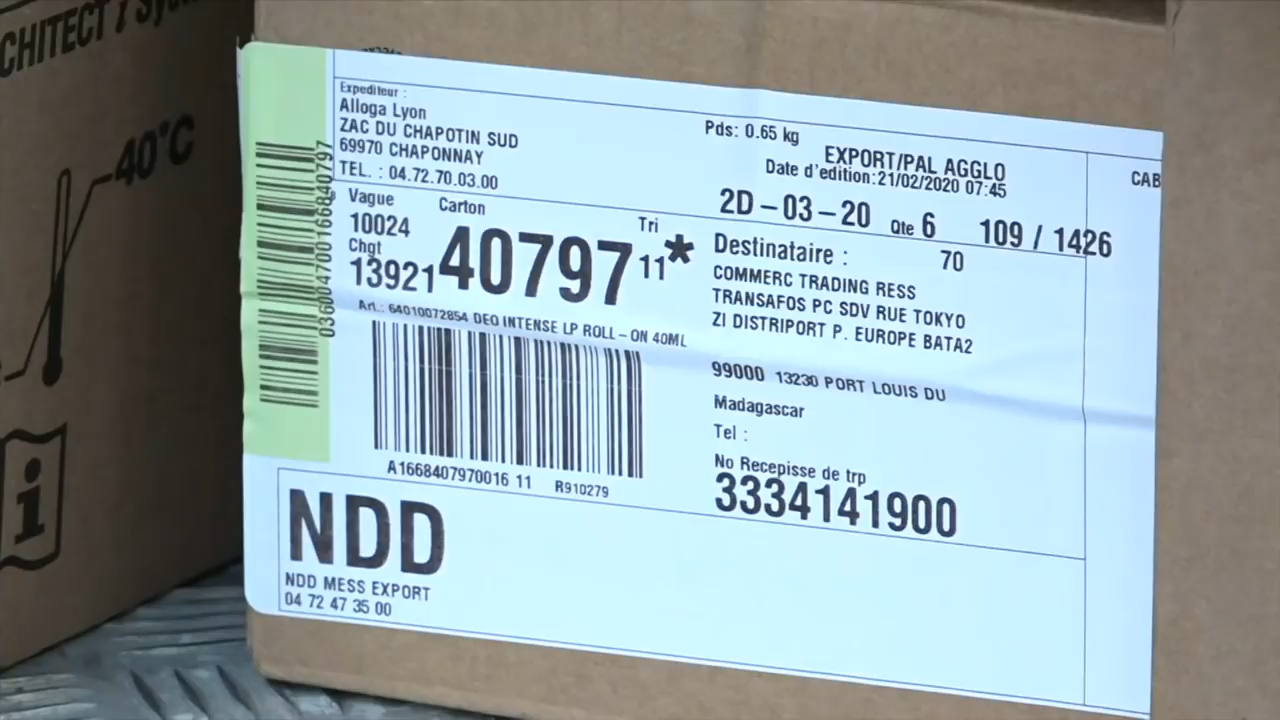 -40°C
i
Expediteur :
Alloga Lyon
ZAC DU CHAPOTIN SUD
69970 CHAPONNAY
TEL. : 04.72.70.03.00
Pds: 0.65 kg
EXPORT/PAL AGGLO
Date d'edition:21/02/2020 07:45
CAB
2D-03-20 Qte 6 109 / 1426
Vague
10024
Carton
Tri
Chgt
13921 40797 11*
Art.: 64010072854 DEO INTENSE LP ROLL-ON 40ML
A1668407970016 11 R910279
036004700166840797
Destinataire : 70
COMMERC TRADING RESS
TRANSAFOS PC SDV RUE TOKYO
ZI DISTRIPORT P. EUROPE BATA2
99000 13230 PORT LOUIS DU
Madagascar
Tel :
No Recepisse de trp
3334141900
NDD
NDD MESS EXPORT
04 72 47 35 00